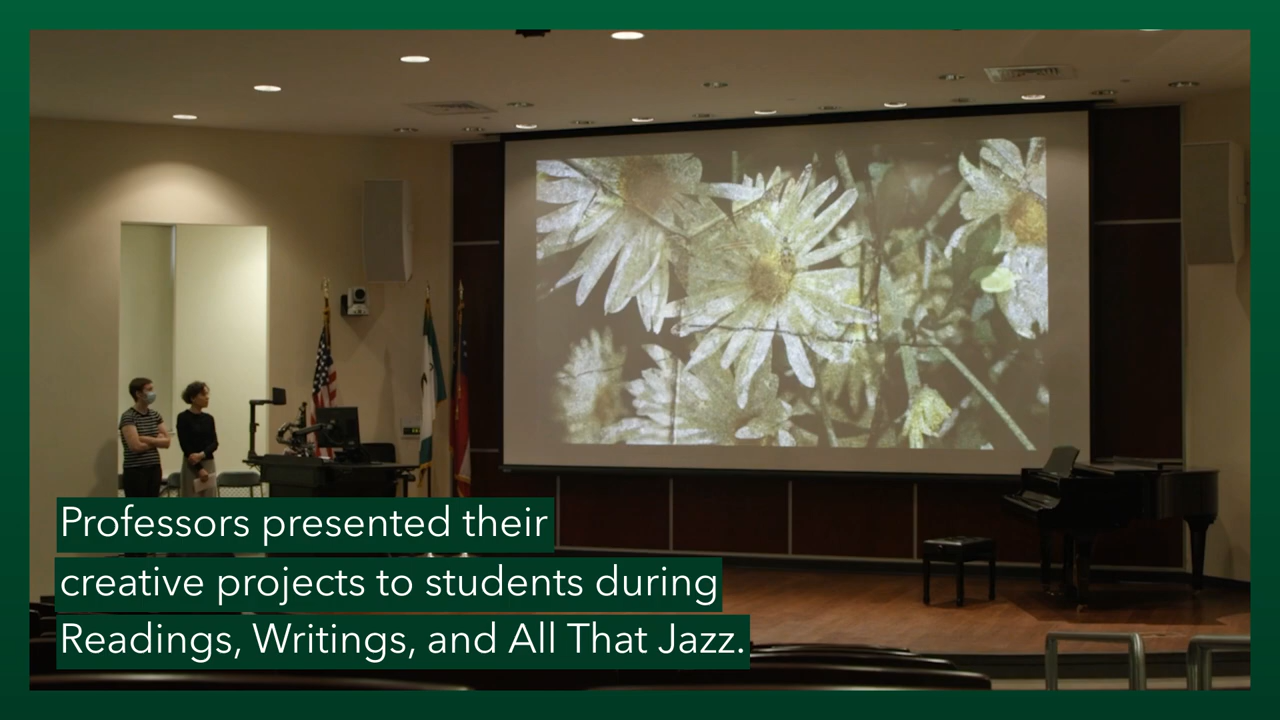 Professors presented their
creative projects to students during
Readings, Writings, and All That Jazz.